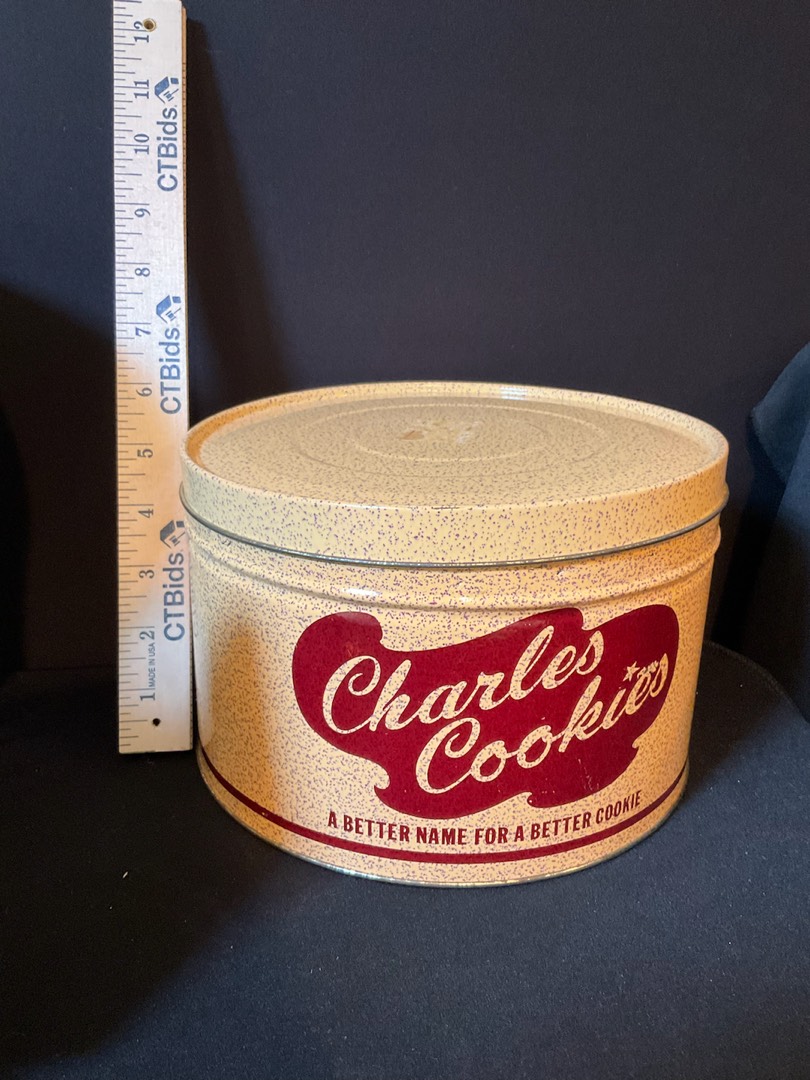 12
11
10
9
8
7
6
5
4
3
2
1
CTBids
CTBids
CTBids
MADE IN USA
Charles
Cookies
A BETTER NAME FOR A BETTER COOKIE